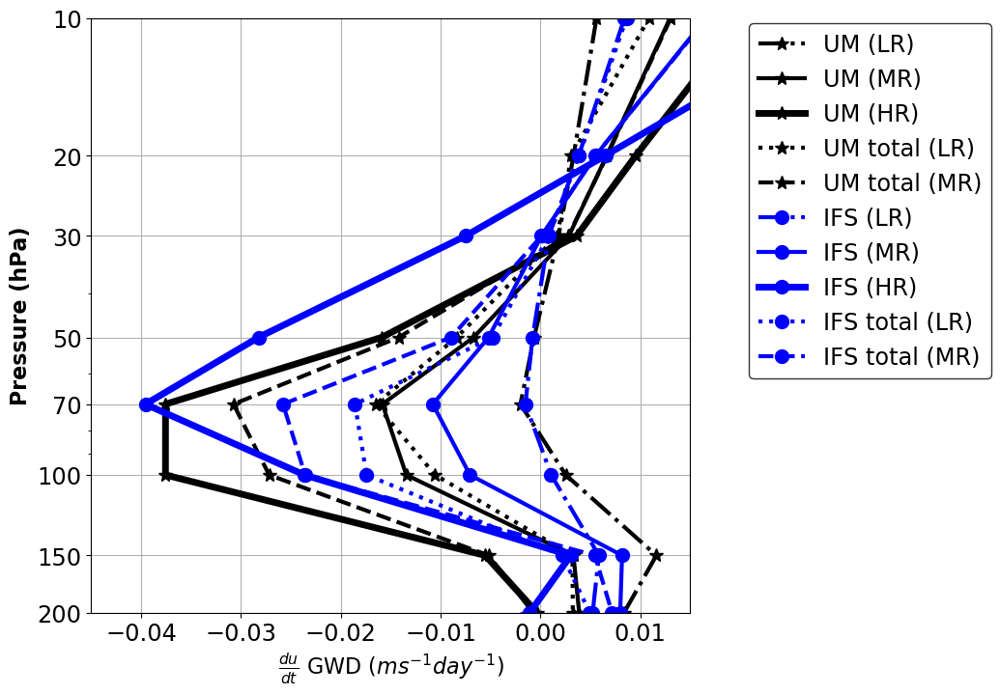 10
20
30
50
70
100
150
200
Pressure (hPa)
−0.04 −0.03 −0.02 −0.01 0.00 0.01
du/dt GWD (ms⁻¹day⁻¹)
UM (LR)
UM (MR)
UM (HR)
UM total (LR)
UM total (MR)
IFS (LR)
IFS (MR)
IFS (HR)
IFS total (LR)
IFS total (MR)